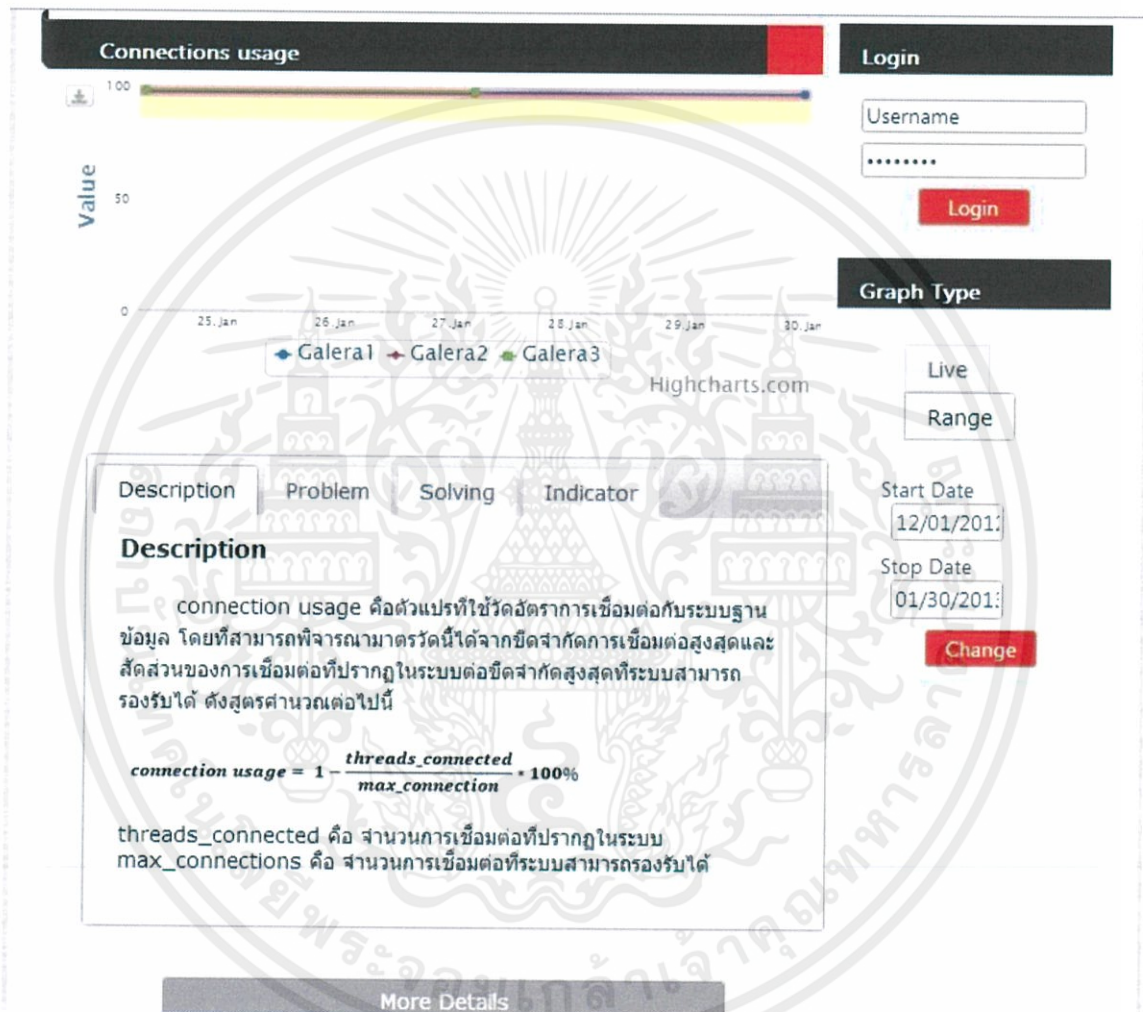 Connections usage
100
Value
50
0
25. Jan 26. Jan 27. Jan 28. Jan 29. Jan 30. Jan
Galera1 Galera2 Galera3
Highcharts.com
Description Problem Solving Indicator
Description
connection usage คือตัวแปรที่ใช้วัดอัตราการเชื่อมต่อกับระบบฐาน
ข้อมูล โดยที่สามารถพิจารณามาตรวัดนี้ได้จากขีดจำกัดการเชื่อมต่อสูงสุดและ
สัดส่วนของการเชื่อมต่อที่ปรากฏในระบบต่อขีดจำกัดสูงสุดที่ระบบสามารถ
รองรับได้ ดังสูตรคำนวณต่อไปนี้
connection usage = 1 - threads_connected / max_connection * 100%
threads_connected คือ จำนวนการเชื่อมต่อที่ปรากฏในระบบ
max_connections คือ จำนวนการเชื่อมต่อที่ระบบสามารถรองรับได้
More Details
Login
Username
••••••••
Login
Graph Type
Live
Range
Start Date
12/01/201
Stop Date
01/30/201
Change